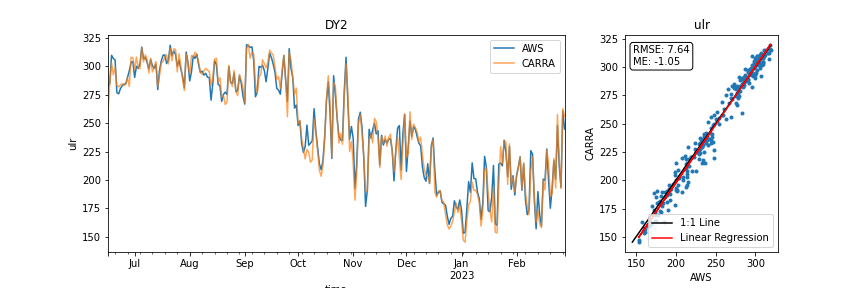 DY2
ulr
325
300
275
250
225
200
175
150
ulr
AWS
CARRA
Jul
Aug
Sep
Oct
Nov
Dec
Jan
2023
Feb
325
300
275
250
225
200
175
150
CARRA
RMSE: 7.64
ME: -1.05
1:1 Line
Linear Regression
150
200
250
300
AWS